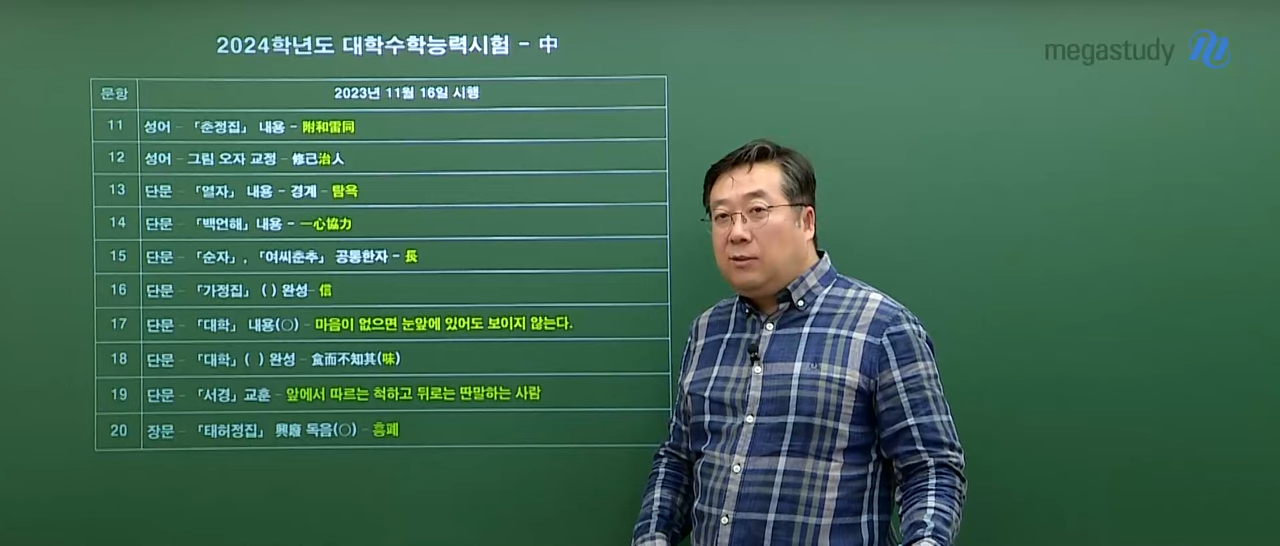 2024학년도 대학수학능력시험 - 中
megastudy
문항 2023년 11월 16일 시행
11 성어 - 「춘정집」 내용 - 附和雷同
12 성어 - 그림 오자 교정 - 修己治人
13 단문 - 「열자」 내용 - 경계 - 탐욕
14 단문 - 「백언해」 내용 - 一心協力
15 단문 - 「순자」, 「여씨춘추」 공통한자 - 長
16 단문 - 「가정집」 ( ) 완성- 信
17 단문 - 「대학」 내용(○) - 마음이 없으면 눈앞에 있어도 보이지 않는다.
18 단문 - 「대학」 ( ) 완성 - 食而不知其(味)
19 단문 - 「서경」 교훈 - 앞에서 따르는 척하고 뒤로는 딴말하는 사람
20 장문 - 「태허정집」 興廢 독음(○) - 흥폐